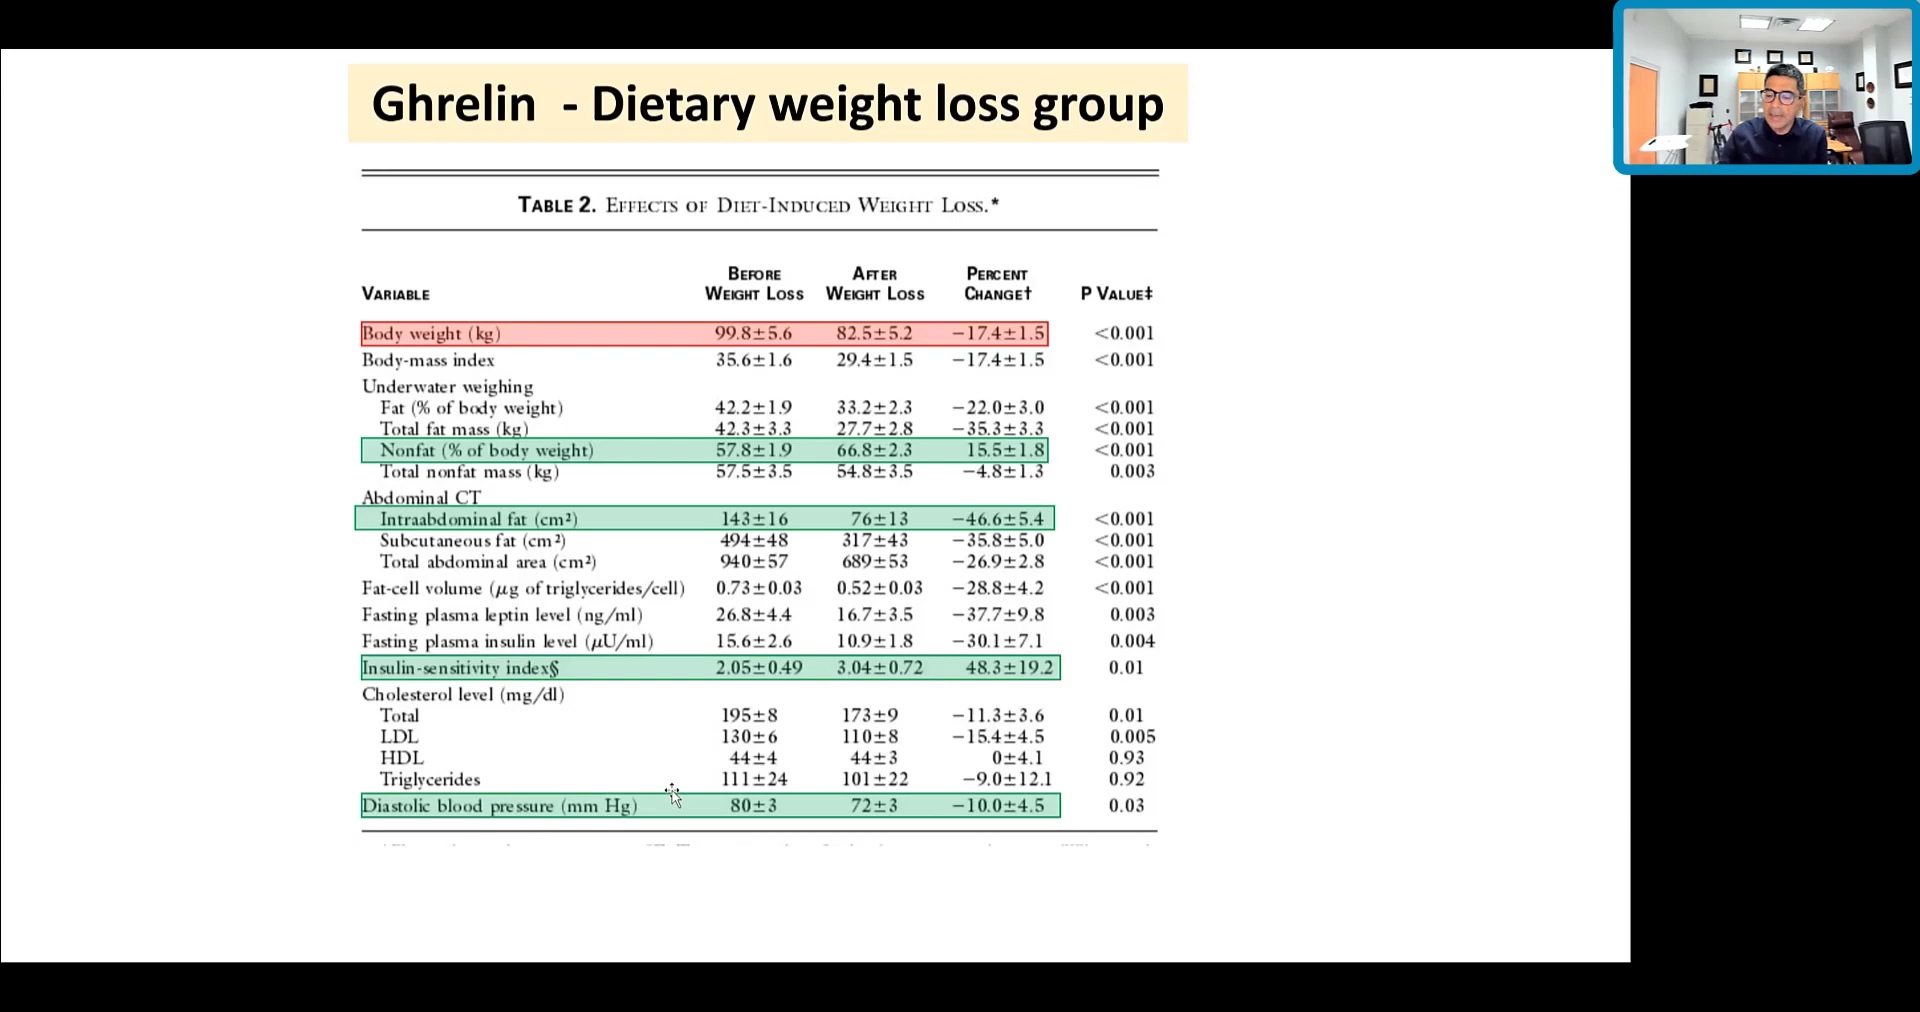 Ghrelin - Dietary weight loss group
TABLE 2. EFFECTS OF DIET-INDUCED WEIGHT LOSS.*
VARIABLE BEFORE WEIGHT LOSS AFTER WEIGHT LOSS PERCENT CHANGE† P VALUE‡
Body weight (kg) 99.8±5.6 82.5±5.2 −17.4±1.5 <0.001
Body-mass index 35.6±1.6 29.4±1.5 −17.4±1.5 <0.001
Underwater weighing
Fat (% of body weight) 42.2±1.9 33.2±2.3 −22.0±3.0 <0.001
Total fat mass (kg) 42.3±3.3 27.7±2.8 −35.3±3.3 <0.001
Nonfat (% of body weight) 57.8±1.9 66.8±2.3 15.5±1.8 <0.001
Total nonfat mass (kg) 57.5±3.5 54.8±3.5 −4.8±1.3 0.003
Abdominal CT
Intraabdominal fat (cm²) 143±16 76±13 −46.6±5.4 <0.001
Subcutaneous fat (cm²) 494±48 317±43 −35.8±5.0 <0.001
Total abdominal area (cm²) 940±57 689±53 −26.9±2.8 <0.001
Fat-cell volume (μg of triglycerides/cell) 0.73±0.03 0.52±0.03 −28.8±4.2 <0.001
Fasting plasma leptin level (ng/ml) 26.8±4.4 16.7±3.5 −37.7±9.8 0.003
Fasting plasma insulin level (μU/ml) 15.6±2.6 10.9±1.8 −30.1±7.1 0.004
Insulin-sensitivity index§ 2.05±0.49 3.04±0.72 48.3±19.2 0.01
Cholesterol level (mg/dl)
Total 195±8 173±9 −11.3±3.6 0.01
LDL 130±6 110±8 −15.4±4.5 0.005
HDL 44±4 44±3 0±4.1 0.93
Triglycerides 111±24 101±22 −9.0±12.1 0.92
Diastolic blood pressure (mm Hg) 80±3 72±3 −10.0±4.5 0.03